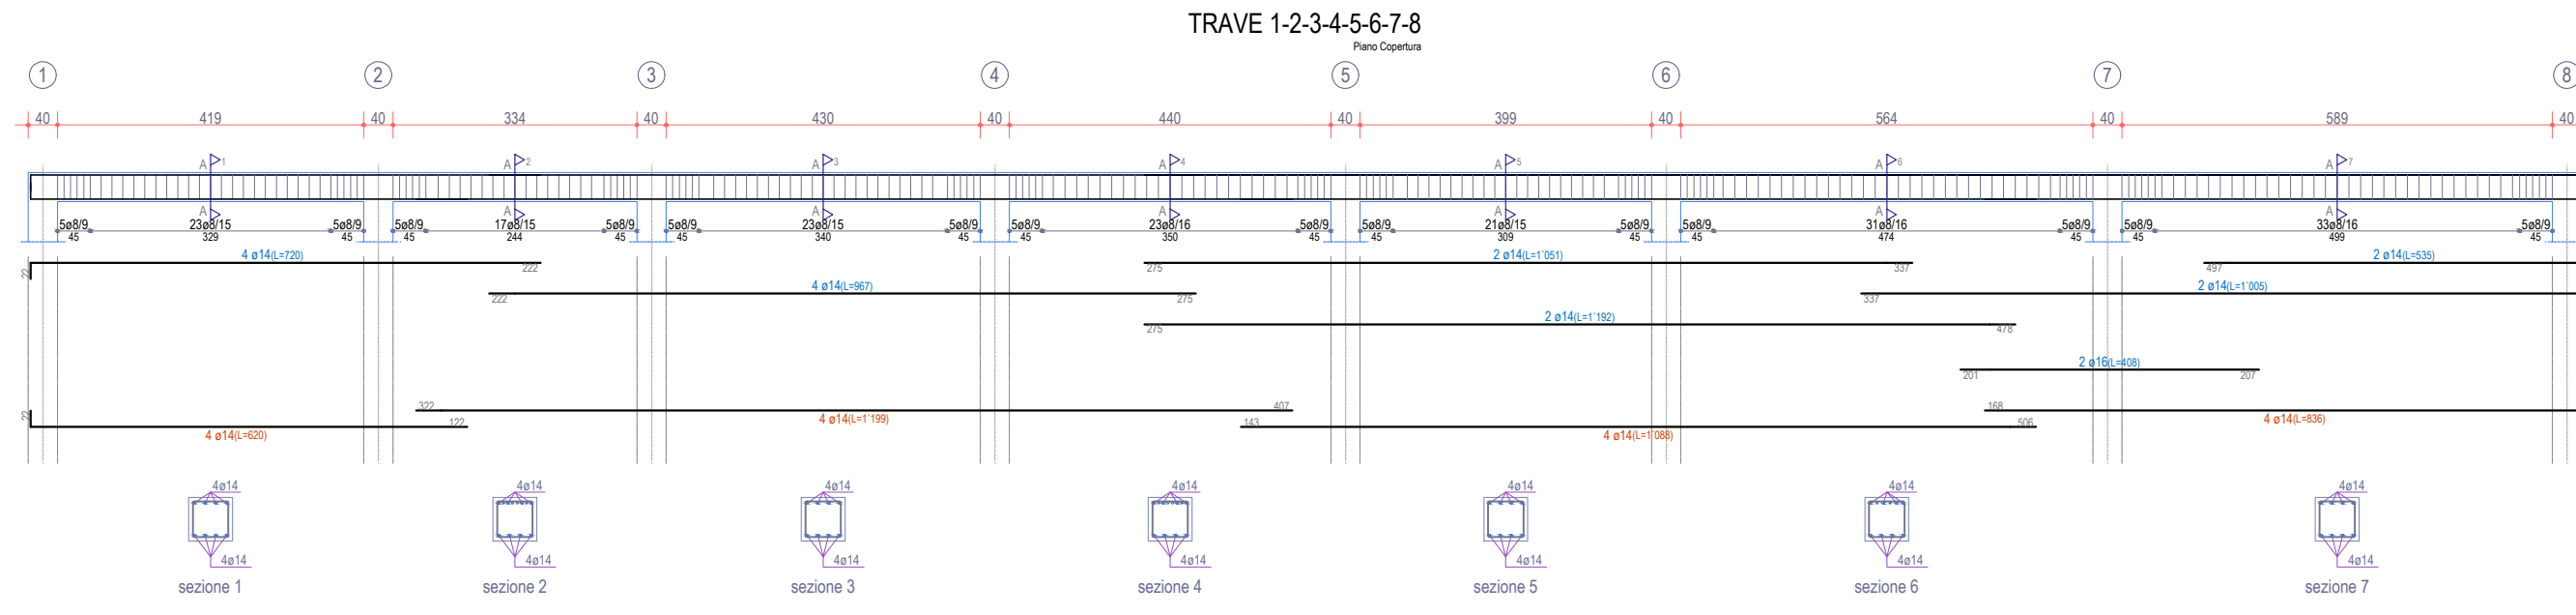 TRAVE 1-2-3-4-5-6-7-8
Piano Copertura
1 2 3 4 5 6 7 8
40 419 40 334 40 430 40 440 40 399 40 564 40 589 40
A 1 A 2 A 3 A 4 A 5 A 6 A 7
A A A A A A A
5ø8/9 23ø8/15 5ø8/9 5ø8/9 17ø8/15 5ø8/9 5ø8/9 23ø8/15 5ø8/9 5ø8/9 23ø8/16 5ø8/9 5ø8/9 21ø8/15 5ø8/9 5ø8/9 31ø8/16 5ø8/9 5ø8/9 33ø8/16 5ø8/9
45 329 45 45 244 45 45 340 45 45 350 45 45 309 45 45 474 45 45 499 45
4 ø14(L=720) 2 ø14(L=1'051) 2 ø14(L=535)
22 222 275 337 497
4 ø14(L=967) 2 ø14(L=1'005)
222 275 337
2 ø14(L=1'192)
275 478
2 ø16(L=408)
201 207
22 322 407 168
4 ø14(L=1'199) 4 ø14(L=836)
122 143 506
4 ø14(L=620) 4 ø14(L=1'088)
4ø14 4ø14 4ø14 4ø14 4ø14 4ø14 4ø14
4ø14 4ø14 4ø14 4ø14 4ø14 4ø14 4ø14
sezione 1 sezione 2 sezione 3 sezione 4 sezione 5 sezione 6 sezione 7